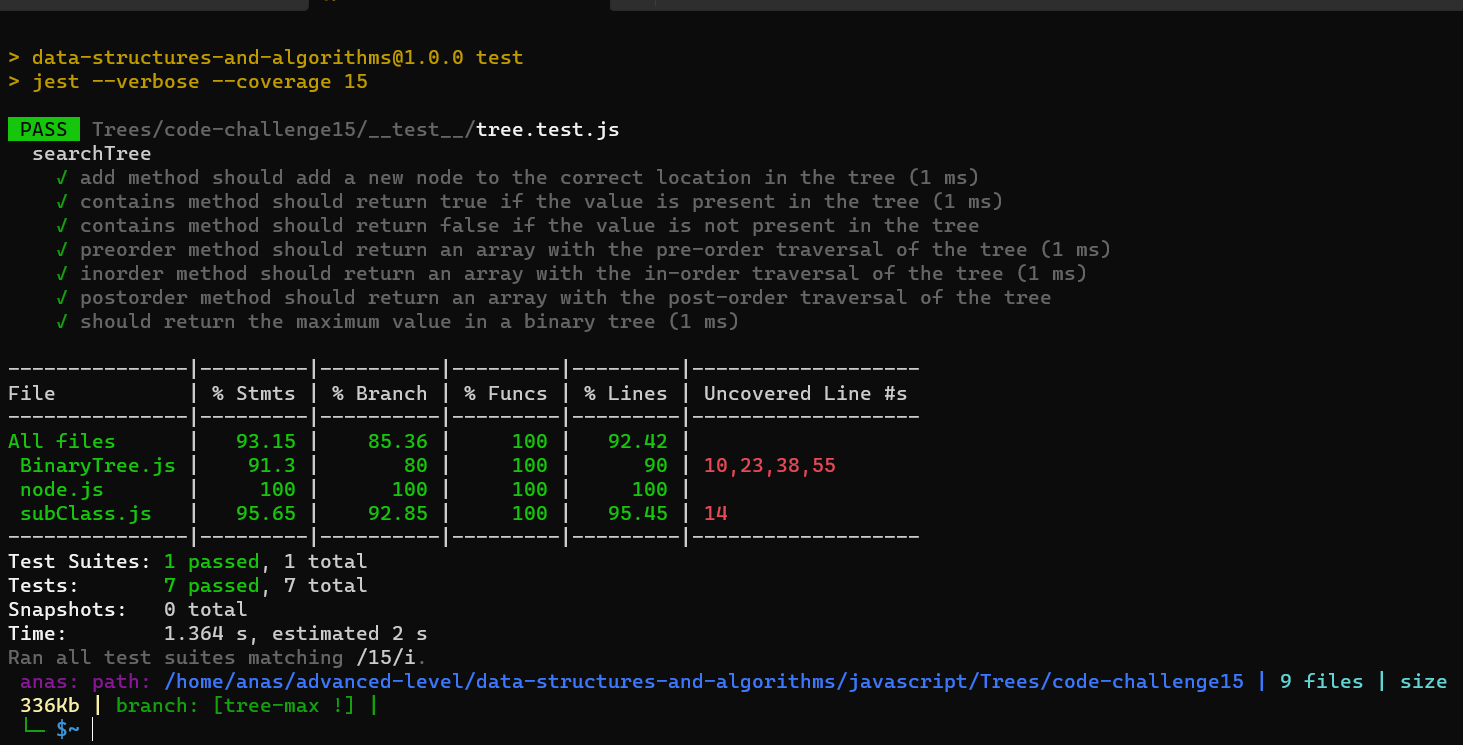 > data-structures-and-algorithms@1.0.0 test
> jest --verbose --coverage 15
PASS Trees/code-challenge15/__test__/tree.test.js
searchTree
√ add method should add a new node to the correct location in the tree (1 ms)
√ contains method should return true if the value is present in the tree (1 ms)
√ contains method should return false if the value is not present in the tree
√ preorder method should return an array with the pre-order traversal of the tree (1 ms)
√ inorder method should return an array with the in-order traversal of the tree (1 ms)
√ postorder method should return an array with the post-order traversal of the tree
√ should return the maximum value in a binary tree (1 ms)
---------------|---------|----------|---------|---------|-------------------
File           | % Stmts | % Branch | % Funcs | % Lines | Uncovered Line #s
---------------|---------|----------|---------|---------|-------------------
All files      |   93.15 |    85.36 |     100 |   92.42 |
 BinaryTree.js |    91.3 |       80 |     100 |      90 | 10,23,38,55
 node.js       |     100 |      100 |     100 |     100 |
 subClass.js   |   95.65 |    92.85 |     100 |   95.45 | 14
---------------|---------|----------|---------|---------|-------------------
Test Suites: 1 passed, 1 total
Tests:       7 passed, 7 total
Snapshots:   0 total
Time:        1.364 s, estimated 2 s
Ran all test suites matching /15/i.
anas: path: /home/anas/advanced-level/data-structures-and-algorithms/javascript/Trees/code-challenge15 | 9 files | size
336Kb | branch: [tree-max !] |
└─ $~